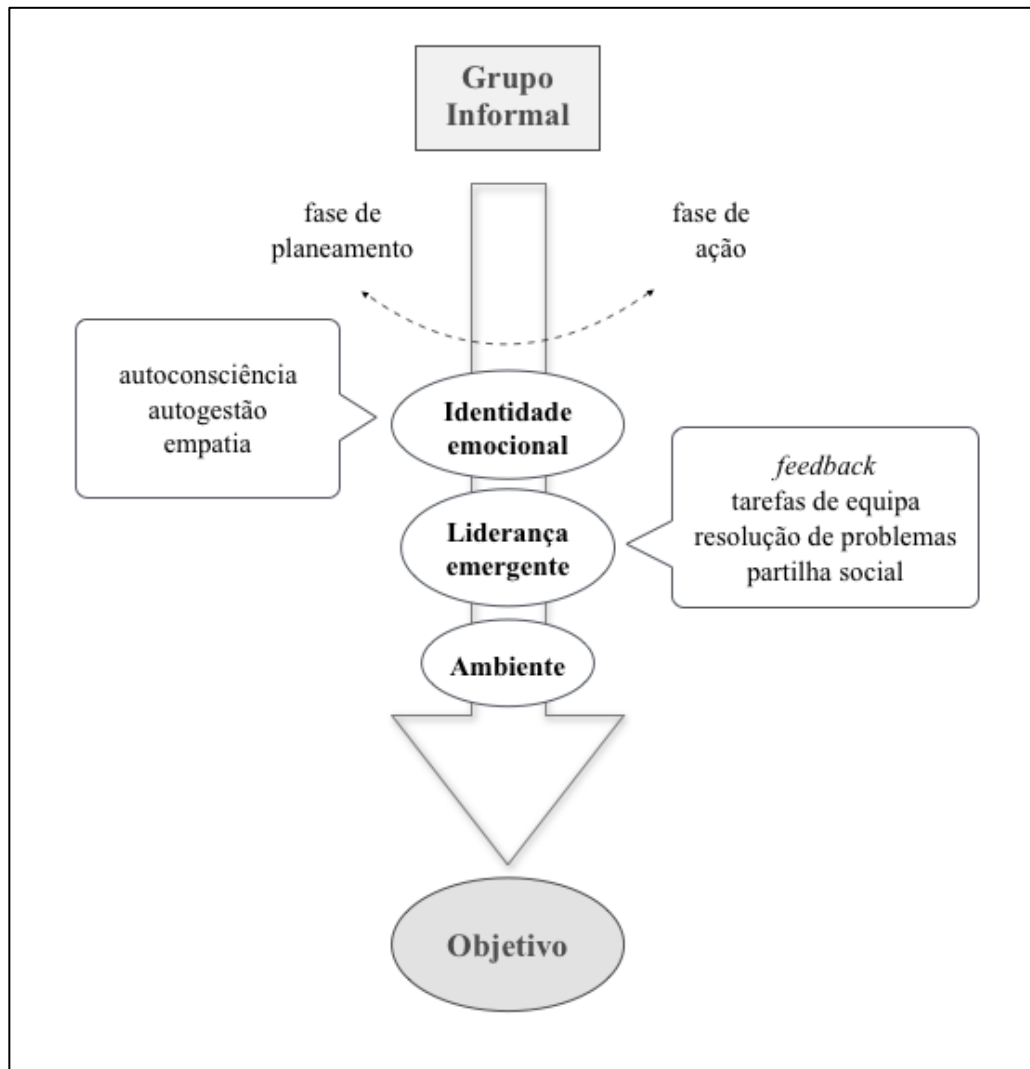 Grupo
Informal
fase de
planeamento
fase de
ação
autoconsciência
autogestão
empatia
Identidade
emocional
feedback
tarefas de equipa
resolução de problemas
partilha social
Liderança
emergente
Ambiente
Objetivo